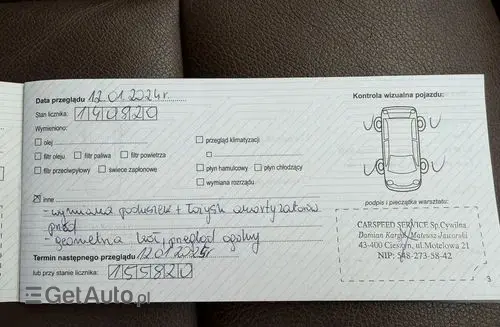 Data przeglądu 12.01.2024r.
Kontrola wizualna pojazdu:
Stan licznika: 140820
Wymieniono:
olej
przegląd klimatyzacji
filtr oleju. filtr paliwa filtr powietrza
filtr przeciwpyłowy świece zapłonowe
płyn hamulcowy płyn chłodzący
wymiana rozrządu
inne
podpis i pieczątka warsztatu:
- wymiana poduszek + łożysk amortyzatorów
przód
- geometria kół, przegląd ogólny
Termin następnego przeglądu 12.01.2025r
lub przy stanie licznika: 155820
CARSPEED SERVICE Sp.Cywilna
Damian Mateusz Jaworski
43-400 Cieszyn, ul.Motelowa 21
NIP: 548-273-58-42
3
GetAuto.pl